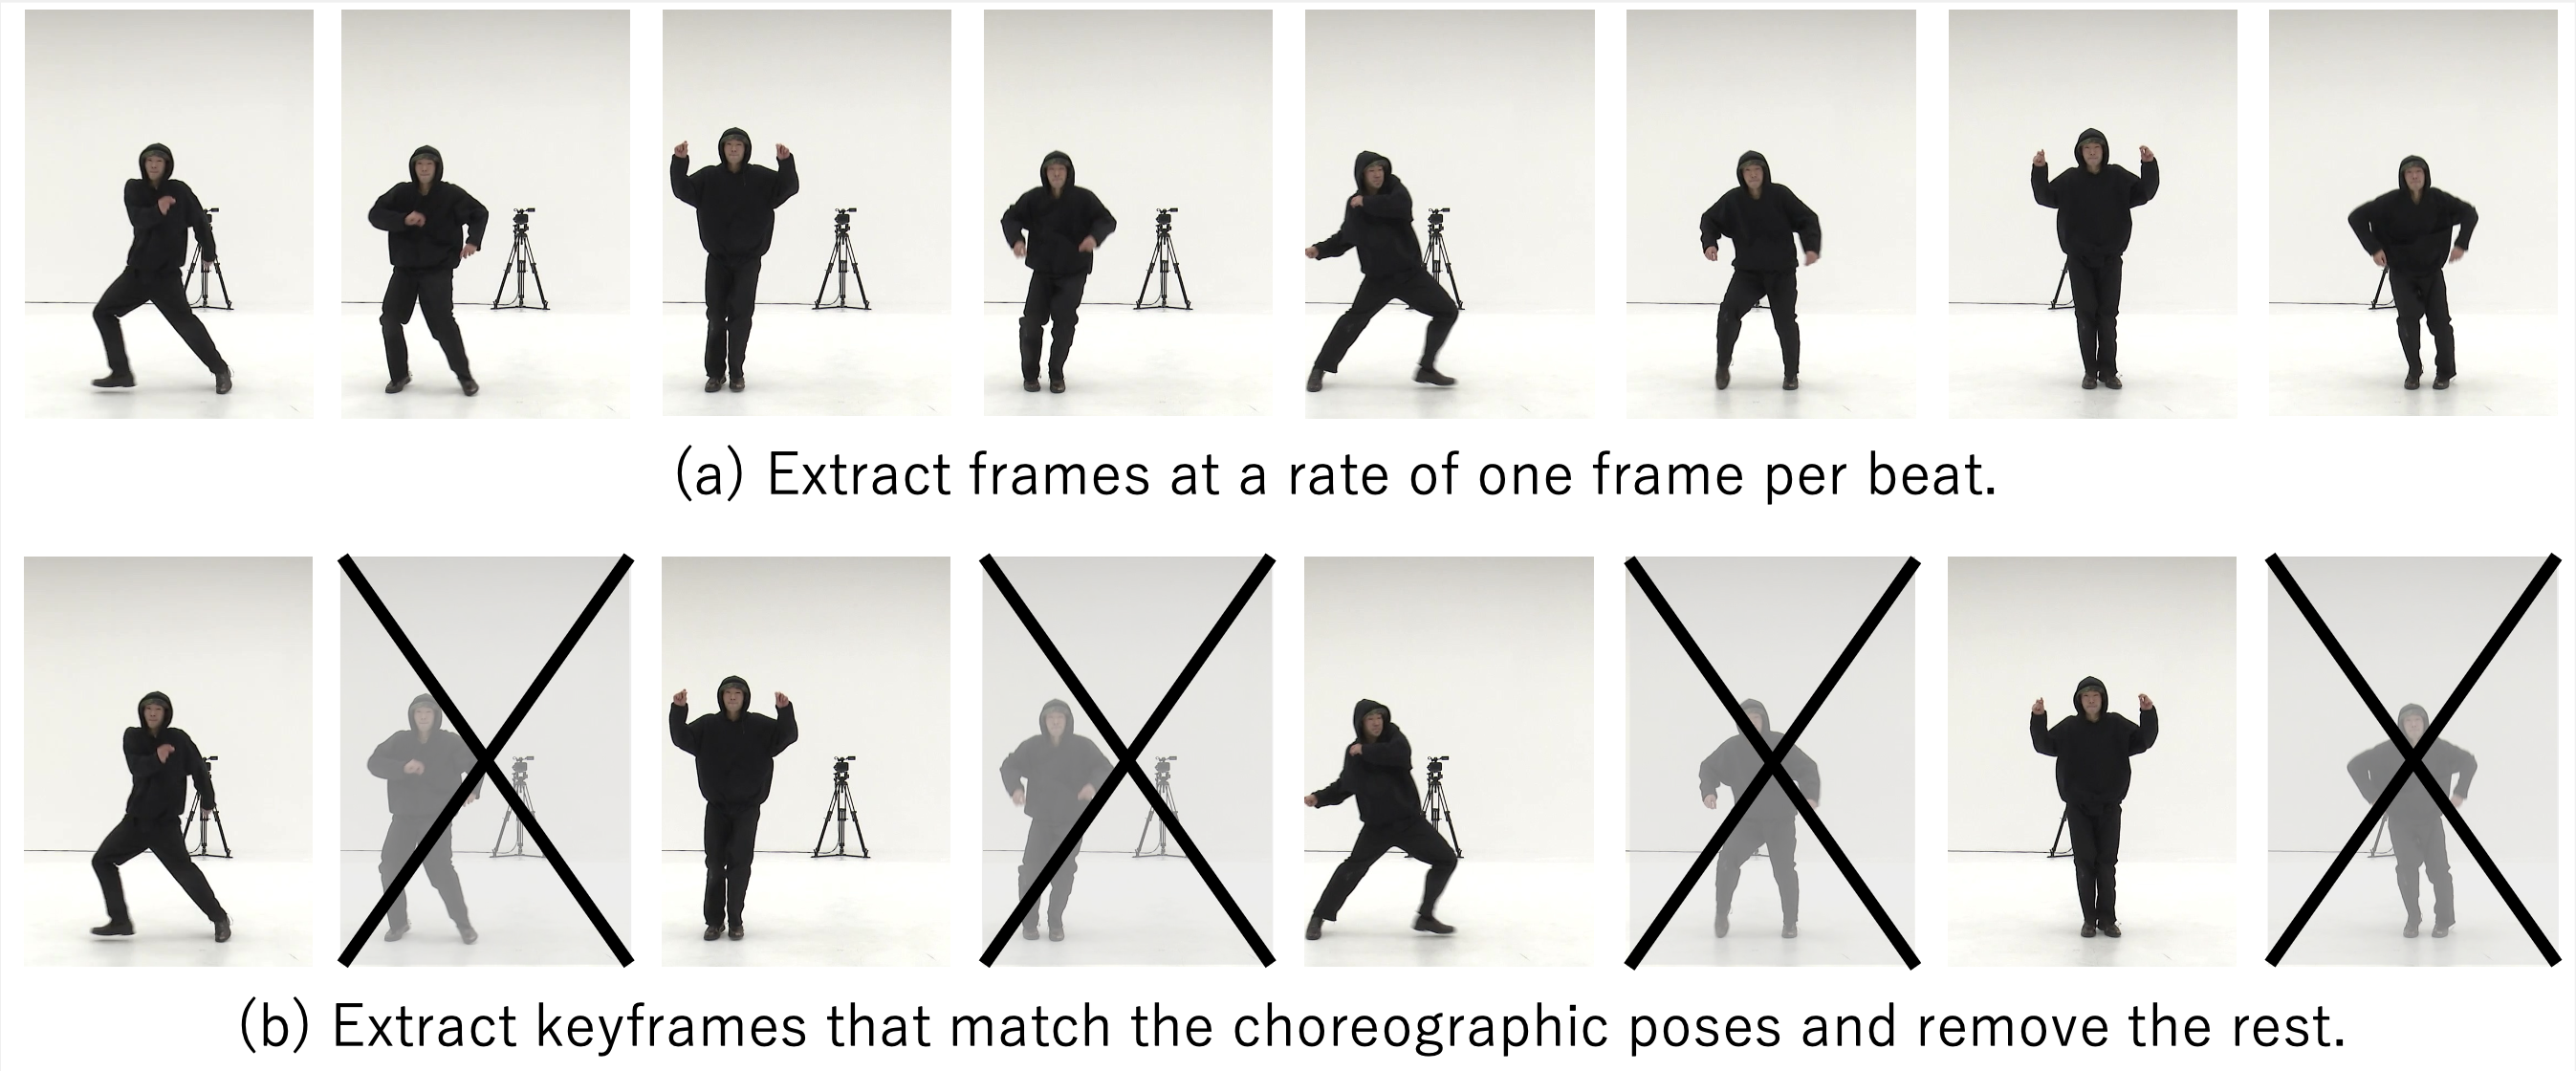 (a) Extract frames at a rate of one frame per beat.
(b) Extract keyframes that match the choreographic poses and remove the rest.